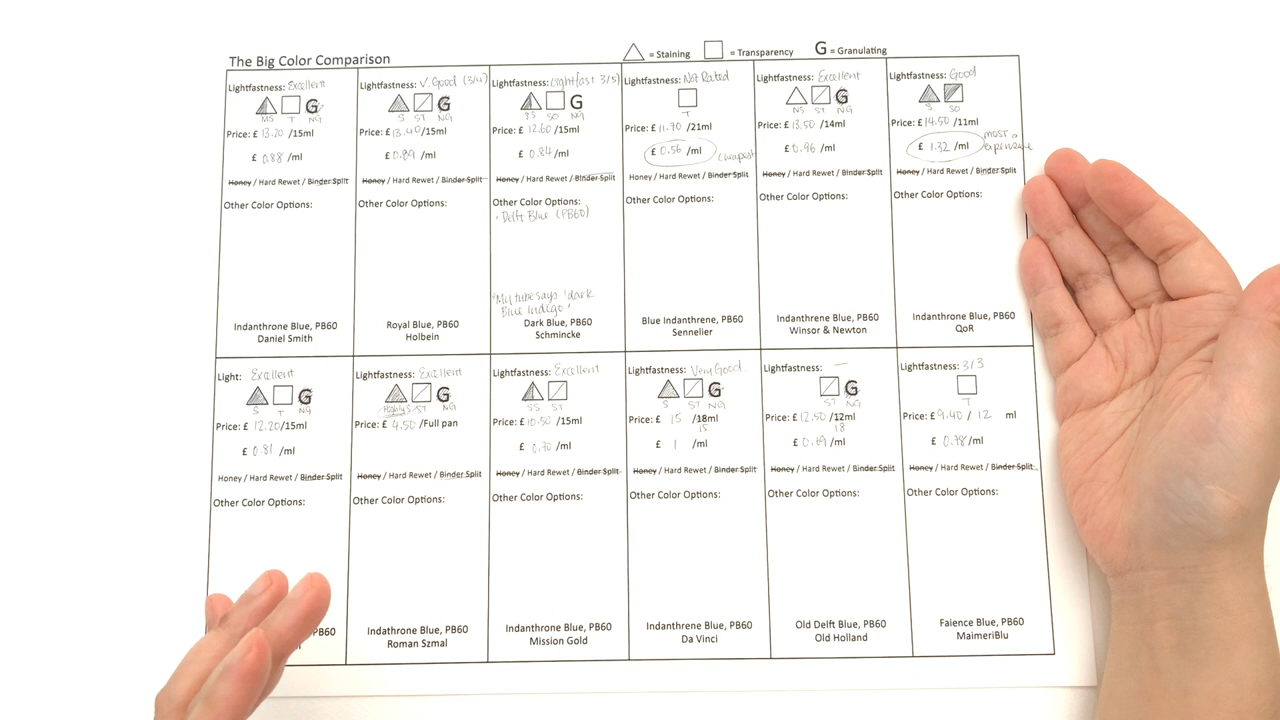 The Big Color Comparison
= Staining = Transparency G = Granulating
Lightfastness: Excellent
G
MS T NG
Price: £ 13.20 /15ml
£ 0.88 /ml
Honey / Hard Rewet / Binder Split
Other Color Options:
Indanthrone Blue, PB60
Daniel Smith
Lightfastness: V. Good (3/4)
G
S ST NG
Price: £ 13.40 /15ml
£ 0.89 /ml
Honey / Hard Rewet / Binder Split
Other Color Options:
Royal Blue, PB60
Holbein
Lightfastness: Lightfast 3/5)
G
SO NG
Price: £ 12.60 /15ml
£ 0.84 /ml
Honey / Hard Rewet / Binder Split
Other Color Options:
· Delft Blue (PB60)
*My tube says 'dark
Blue Indigo'
Dark Blue, PB60
Schmincke
Lightfastness: Not Rated
T
Price: £ 11.70 /21ml
£ 0.56 /ml
Cheapest
Honey / Hard Rewet / Binder Split
Other Color Options:
Blue Indanthrene, PB60
Sennelier
Lightfastness: Excellent
G
NS ST NG
Price: £ 13.50 /14ml
£ 0.96 /ml
Honey / Hard Rewet / Binder Split
Other Color Options:
Indanthrene Blue, PB60
Winsor & Newton
Lightfastness: Good
S SO
Price: £ 14.50 /11ml
£ 1.32 /ml
most
expensive
Honey / Hard Rewet / Binder Split
Other Color Options:
Indanthrone Blue, PB60
QoR
Light: Excellent
G
S T NG
Price: £ 12.20/15ml
£ 0.81 /ml
Honey / Hard Rewet / Binder Split
Other Color Options:
PB60
Lightfastness: Excellent
G
Highly S ST NG
Price: £ 4.50 /Full pan
Honey / Hard Rewet / Binder Split
Other Color Options:
Indathrone Blue, PB60
Roman Szmal
Lightfastness: Excellent
SS ST
Price: £ 10.50 /15ml
£ 0.70 /ml
Honey / Hard Rewet / Binder Split
Other Color Options:
Indanthrone Blue, PB60
Mission Gold
Lightfastness: Very Good
G
S ST NG
Price: £ 15 /18ml
15
£ 1 /ml
Honey / Hard Rewet / Binder Split
Other Color Options:
Indanthrene Blue, PB60
Da Vinci
Lightfastness: —
G
ST NG
Price: £ 12.50 /12ml
18
£ 0.69 /ml
Honey / Hard Rewet / Binder Split
Other Color Options:
Old Delft Blue, PB60
Old Holland
Lightfastness: 3/3
T
Price: £ 9.40 / 12 ml
£ 0.78/ml
Honey / Hard Rewet / Binder Split
Other Color Options:
Faience Blue, PB60
MaimeriBlu